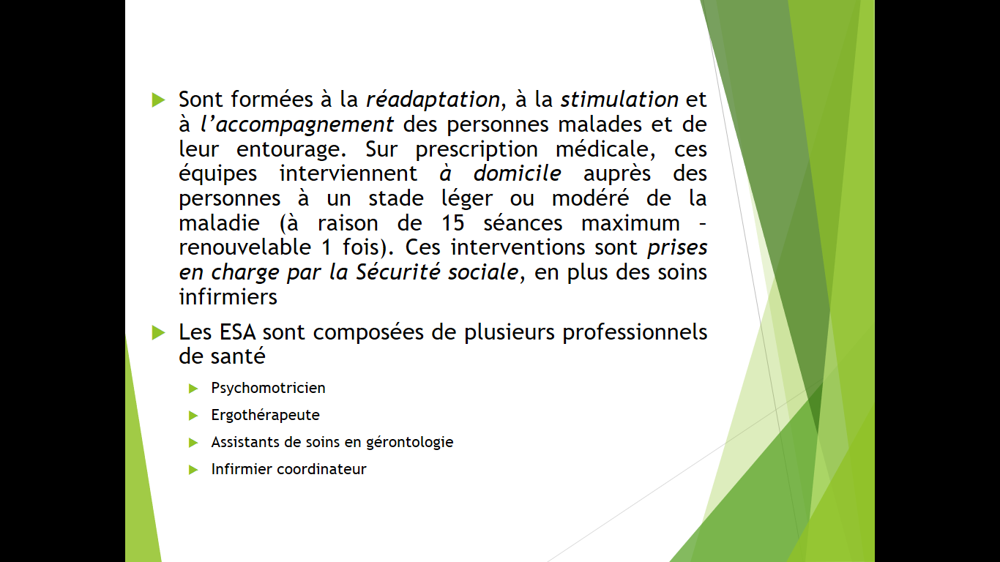 Sont formées à la réadaptation, à la stimulation et
à l’accompagnement des personnes malades et de
leur entourage. Sur prescription médicale, ces
équipes interviennent à domicile auprès des
personnes à un stade léger ou modéré de la
maladie (à raison de 15 séances maximum –
renouvelable 1 fois). Ces interventions sont prises
en charge par la Sécurité sociale, en plus des soins
infirmiers
Les ESA sont composées de plusieurs professionnels
de santé
Psychomotricien
Ergothérapeute
Assistants de soins en gérontologie
Infirmier coordinateur